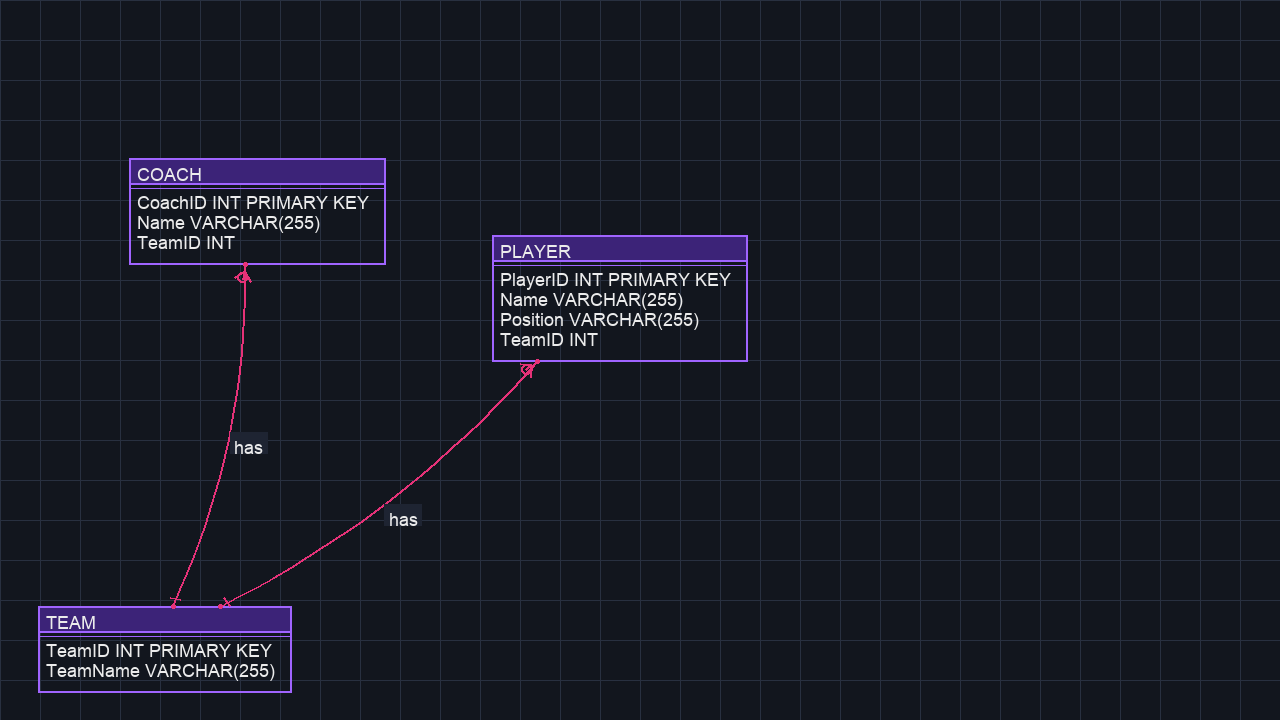 COACH
CoachID INT PRIMARY KEY
Name VARCHAR(255)
TeamID INT
PLAYER
PlayerID INT PRIMARY KEY
Name VARCHAR(255)
Position VARCHAR(255)
TeamID INT
has
has
TEAM
TeamID INT PRIMARY KEY
TeamName VARCHAR(255)